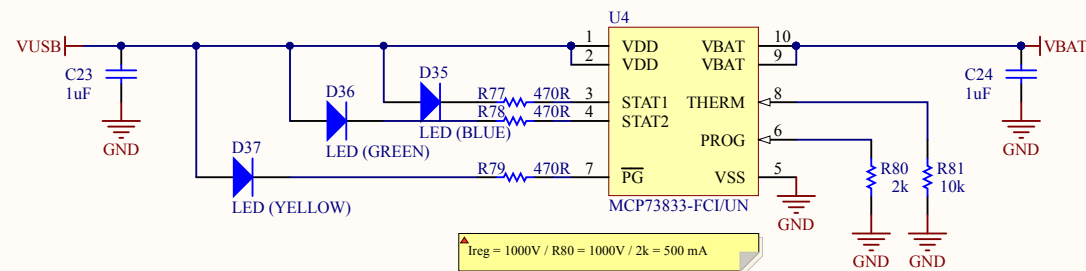 U4
VUSB
1
VDD
VBAT
10
VBAT
2
VDD
VBAT
9
C23
1uF
D35
R77
470R
3
STAT1
THERM
8
C24
1uF
D36
R78
470R
4
STAT2
LED (BLUE)
GND
LED (GREEN)
PROG
6
GND
D37
R79
470R
7
PG
VSS
5
R80
2k
R81
10k
LED (YELLOW)
MCP73833-FCI/UN
GND
GND
GND
Ireg = 1000V / R80 = 1000V / 2k = 500 mA